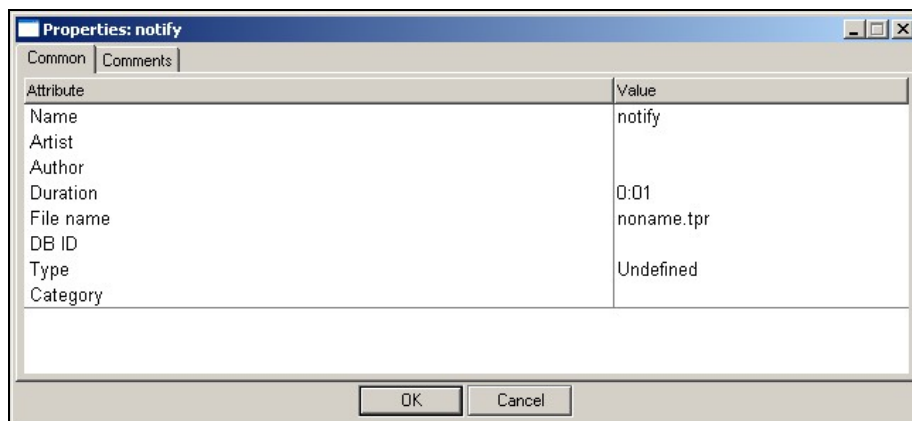 Properties: notify
Common Comments
Attribute Value
Name notify
Artist
Author
Duration 0:01
File name noname.tpr
DB ID
Type Undefined
Category
OK Cancel